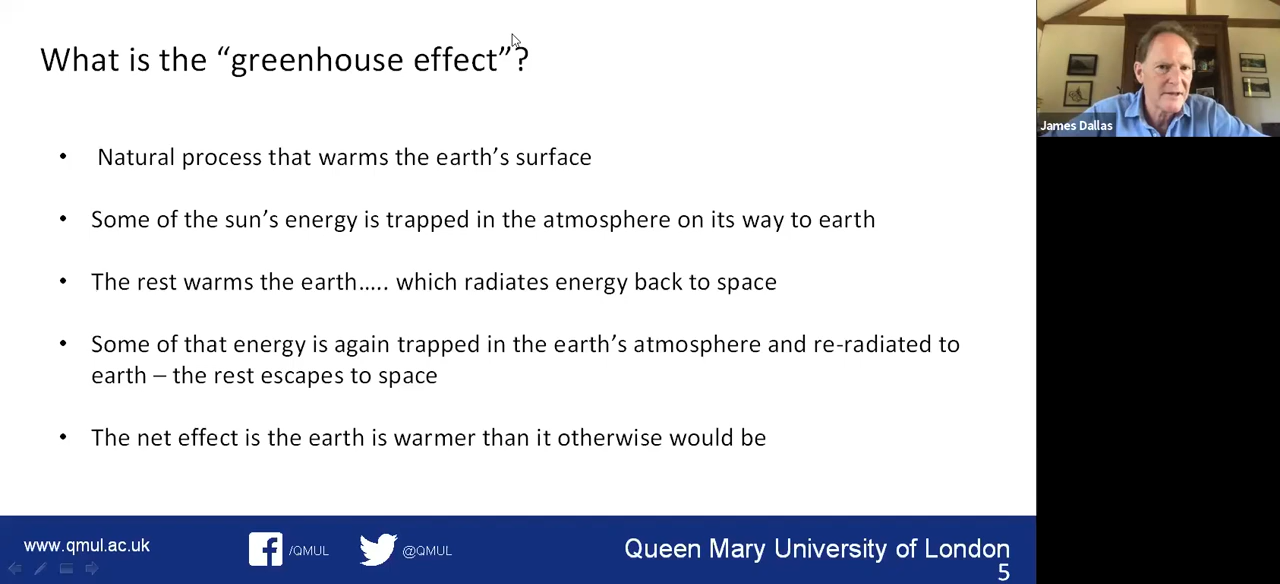 What is the “greenhouse effect”?
• Natural process that warms the earth’s surface
• Some of the sun’s energy is trapped in the atmosphere on its way to earth
• The rest warms the earth..... which radiates energy back to space
• Some of that energy is again trapped in the earth’s atmosphere and re-radiated to
earth – the rest escapes to space
• The net effect is the earth is warmer than it otherwise would be
www.qmul.ac.uk
/QMUL
@QMUL
Queen Mary University of London
5
James Dallas